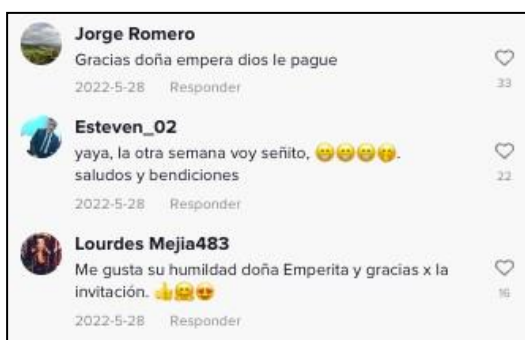 Jorge Romero
Gracias doña empera dios le pague
2022-5-28 Responder
33
Esteven_02
yaya, la otra semana voy señito, 😁😁😁🤭.
saludos y bendiciones
22
2022-5-28 Responder
Lourdes Mejia483
Me gusta su humildad doña Emperita y gracias x la
invitación. 👍🤗😍
16
2022-5-28 Responder